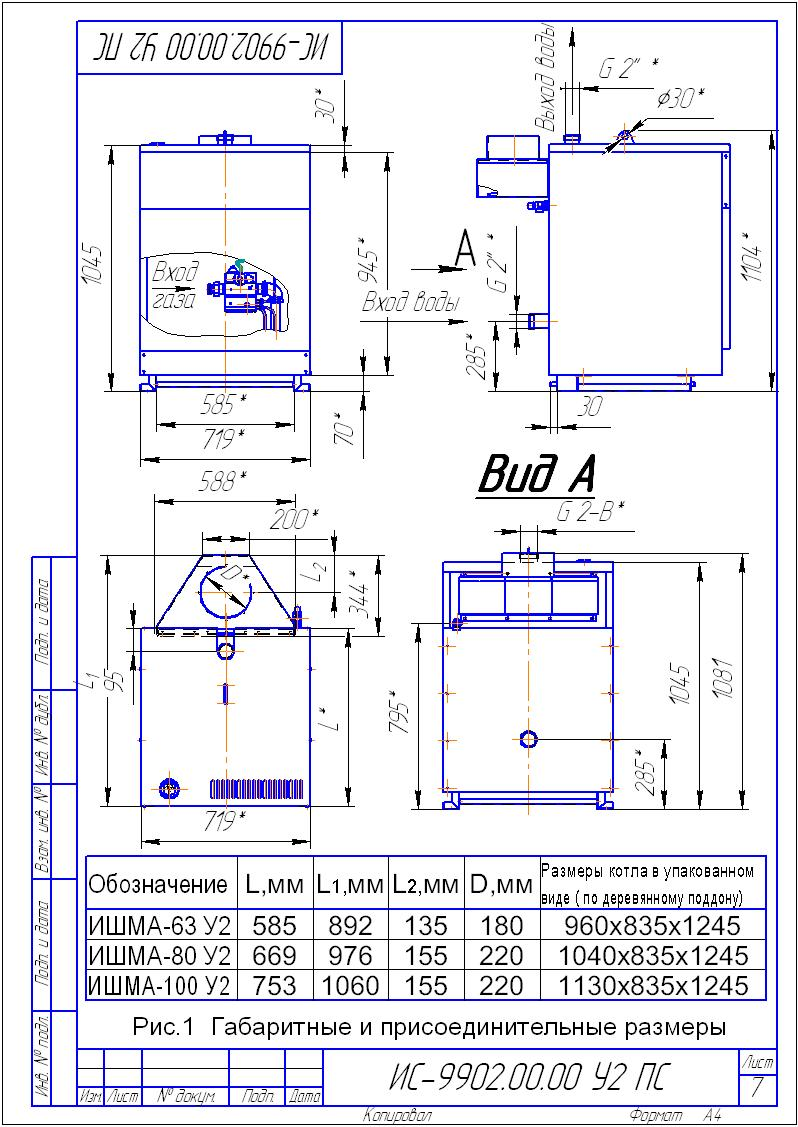 ИС-9902.00.00 У2 ПС
30*
1045
945*
Вход
газа
585*
719*
70*
Выход воды
G 2" *
ϕ30*
А
G 2" *
Вход воды
1104*
285*
30
588*
200*
D*
L2
344*
L1
95
L*
719*
Вид А
G 2-В*
795*
1045
1081
285*
Обозначение L,мм L1,мм L2,мм D,мм Размеры котла в упакованном
виде ( по деревянному поддону)
ИШМА-63 У2 585 892 135 180 960х835х1245
ИШМА-80 У2 669 976 155 220 1040х835х1245
ИШМА-100 У2 753 1060 155 220 1130х835х1245
Рис.1 Габаритные и присоединительные размеры
Подп. и дата
Инв. № дубл.
Взам. инв. №
Подп. и дата
Инв. № подл.
Изм. Лист № докум. Подп. Дата
ИС-9902.00.00 У2 ПС
Лист
7
Копировал Формат А4